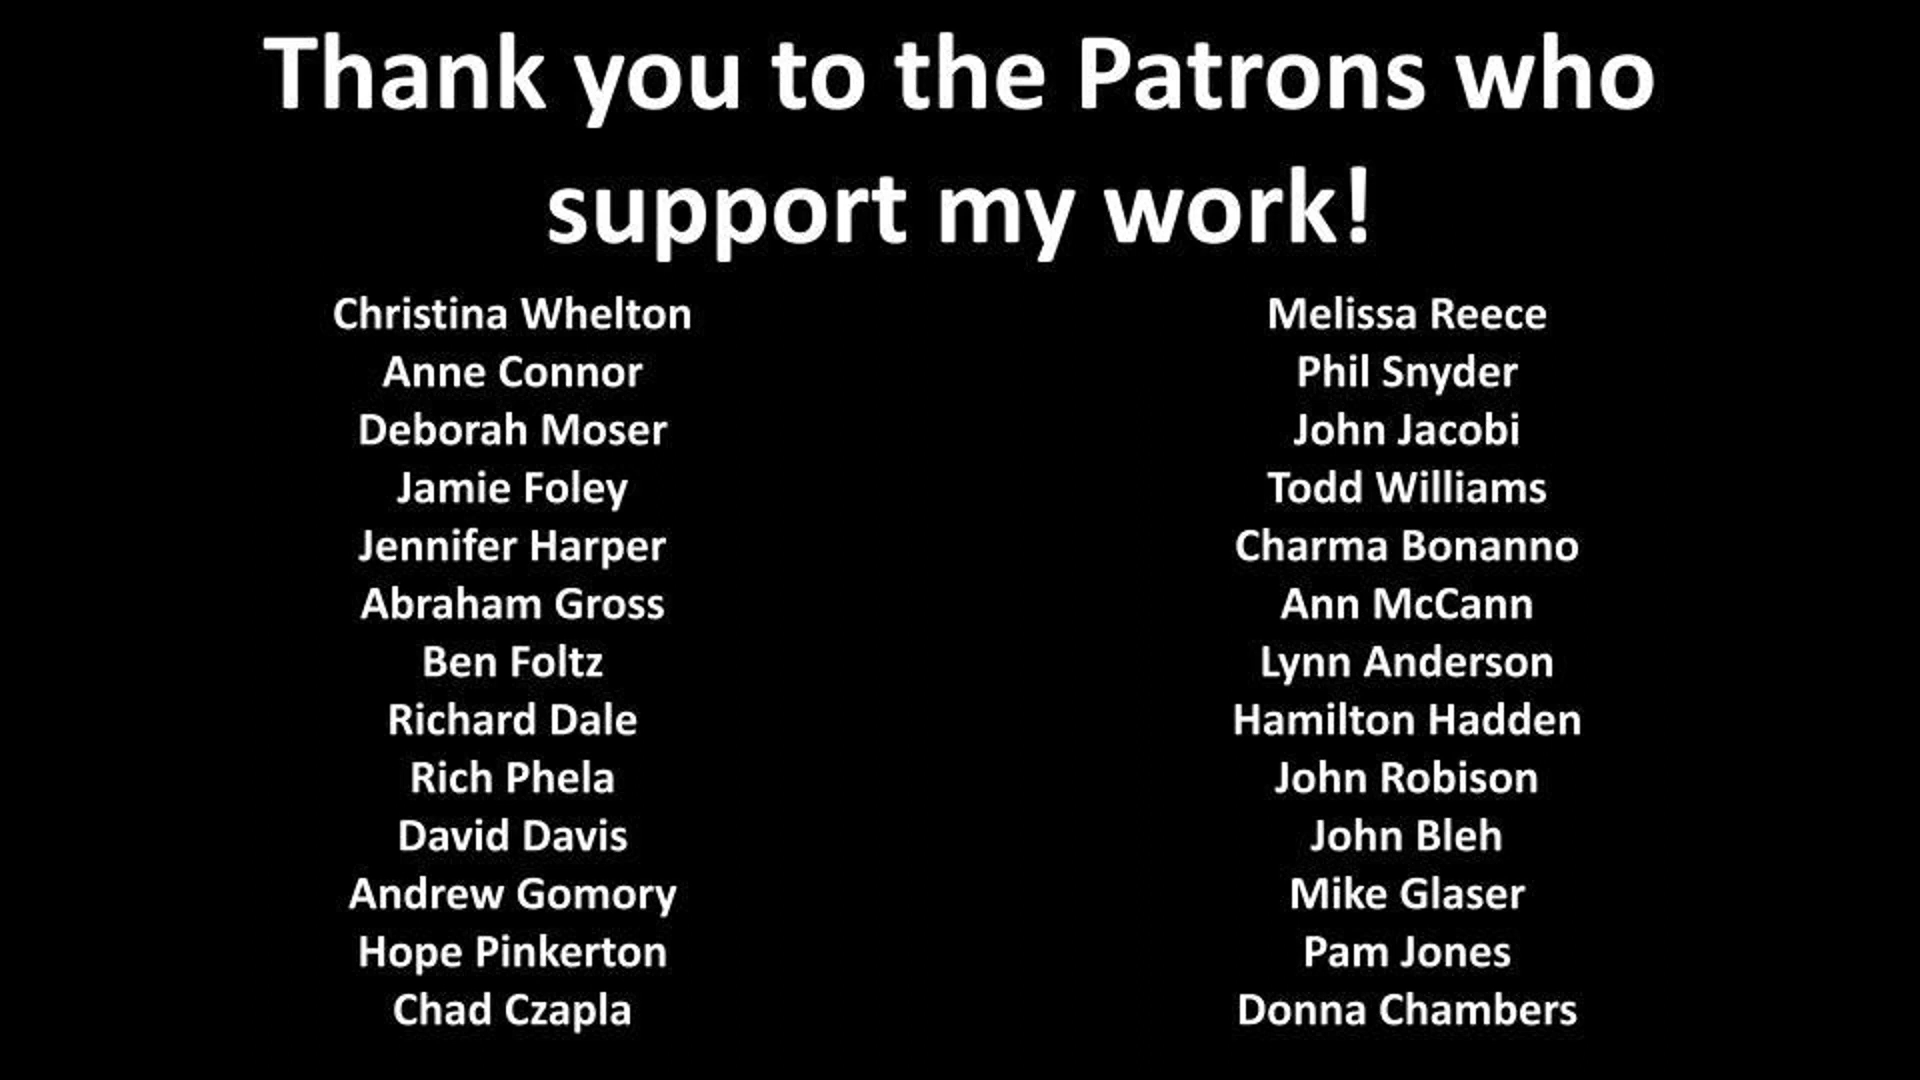 Thank you to the Patrons who
support my work!
Christina Whelton
Anne Connor
Deborah Moser
Jamie Foley
Jennifer Harper
Abraham Gross
Ben Foltz
Richard Dale
Rich Phela
David Davis
Andrew Gomory
Hope Pinkerton
Chad Czapla
Melissa Reece
Phil Snyder
John Jacobi
Todd Williams
Charma Bonanno
Ann McCann
Lynn Anderson
Hamilton Hadden
John Robison
John Bleh
Mike Glaser
Pam Jones
Donna Chambers